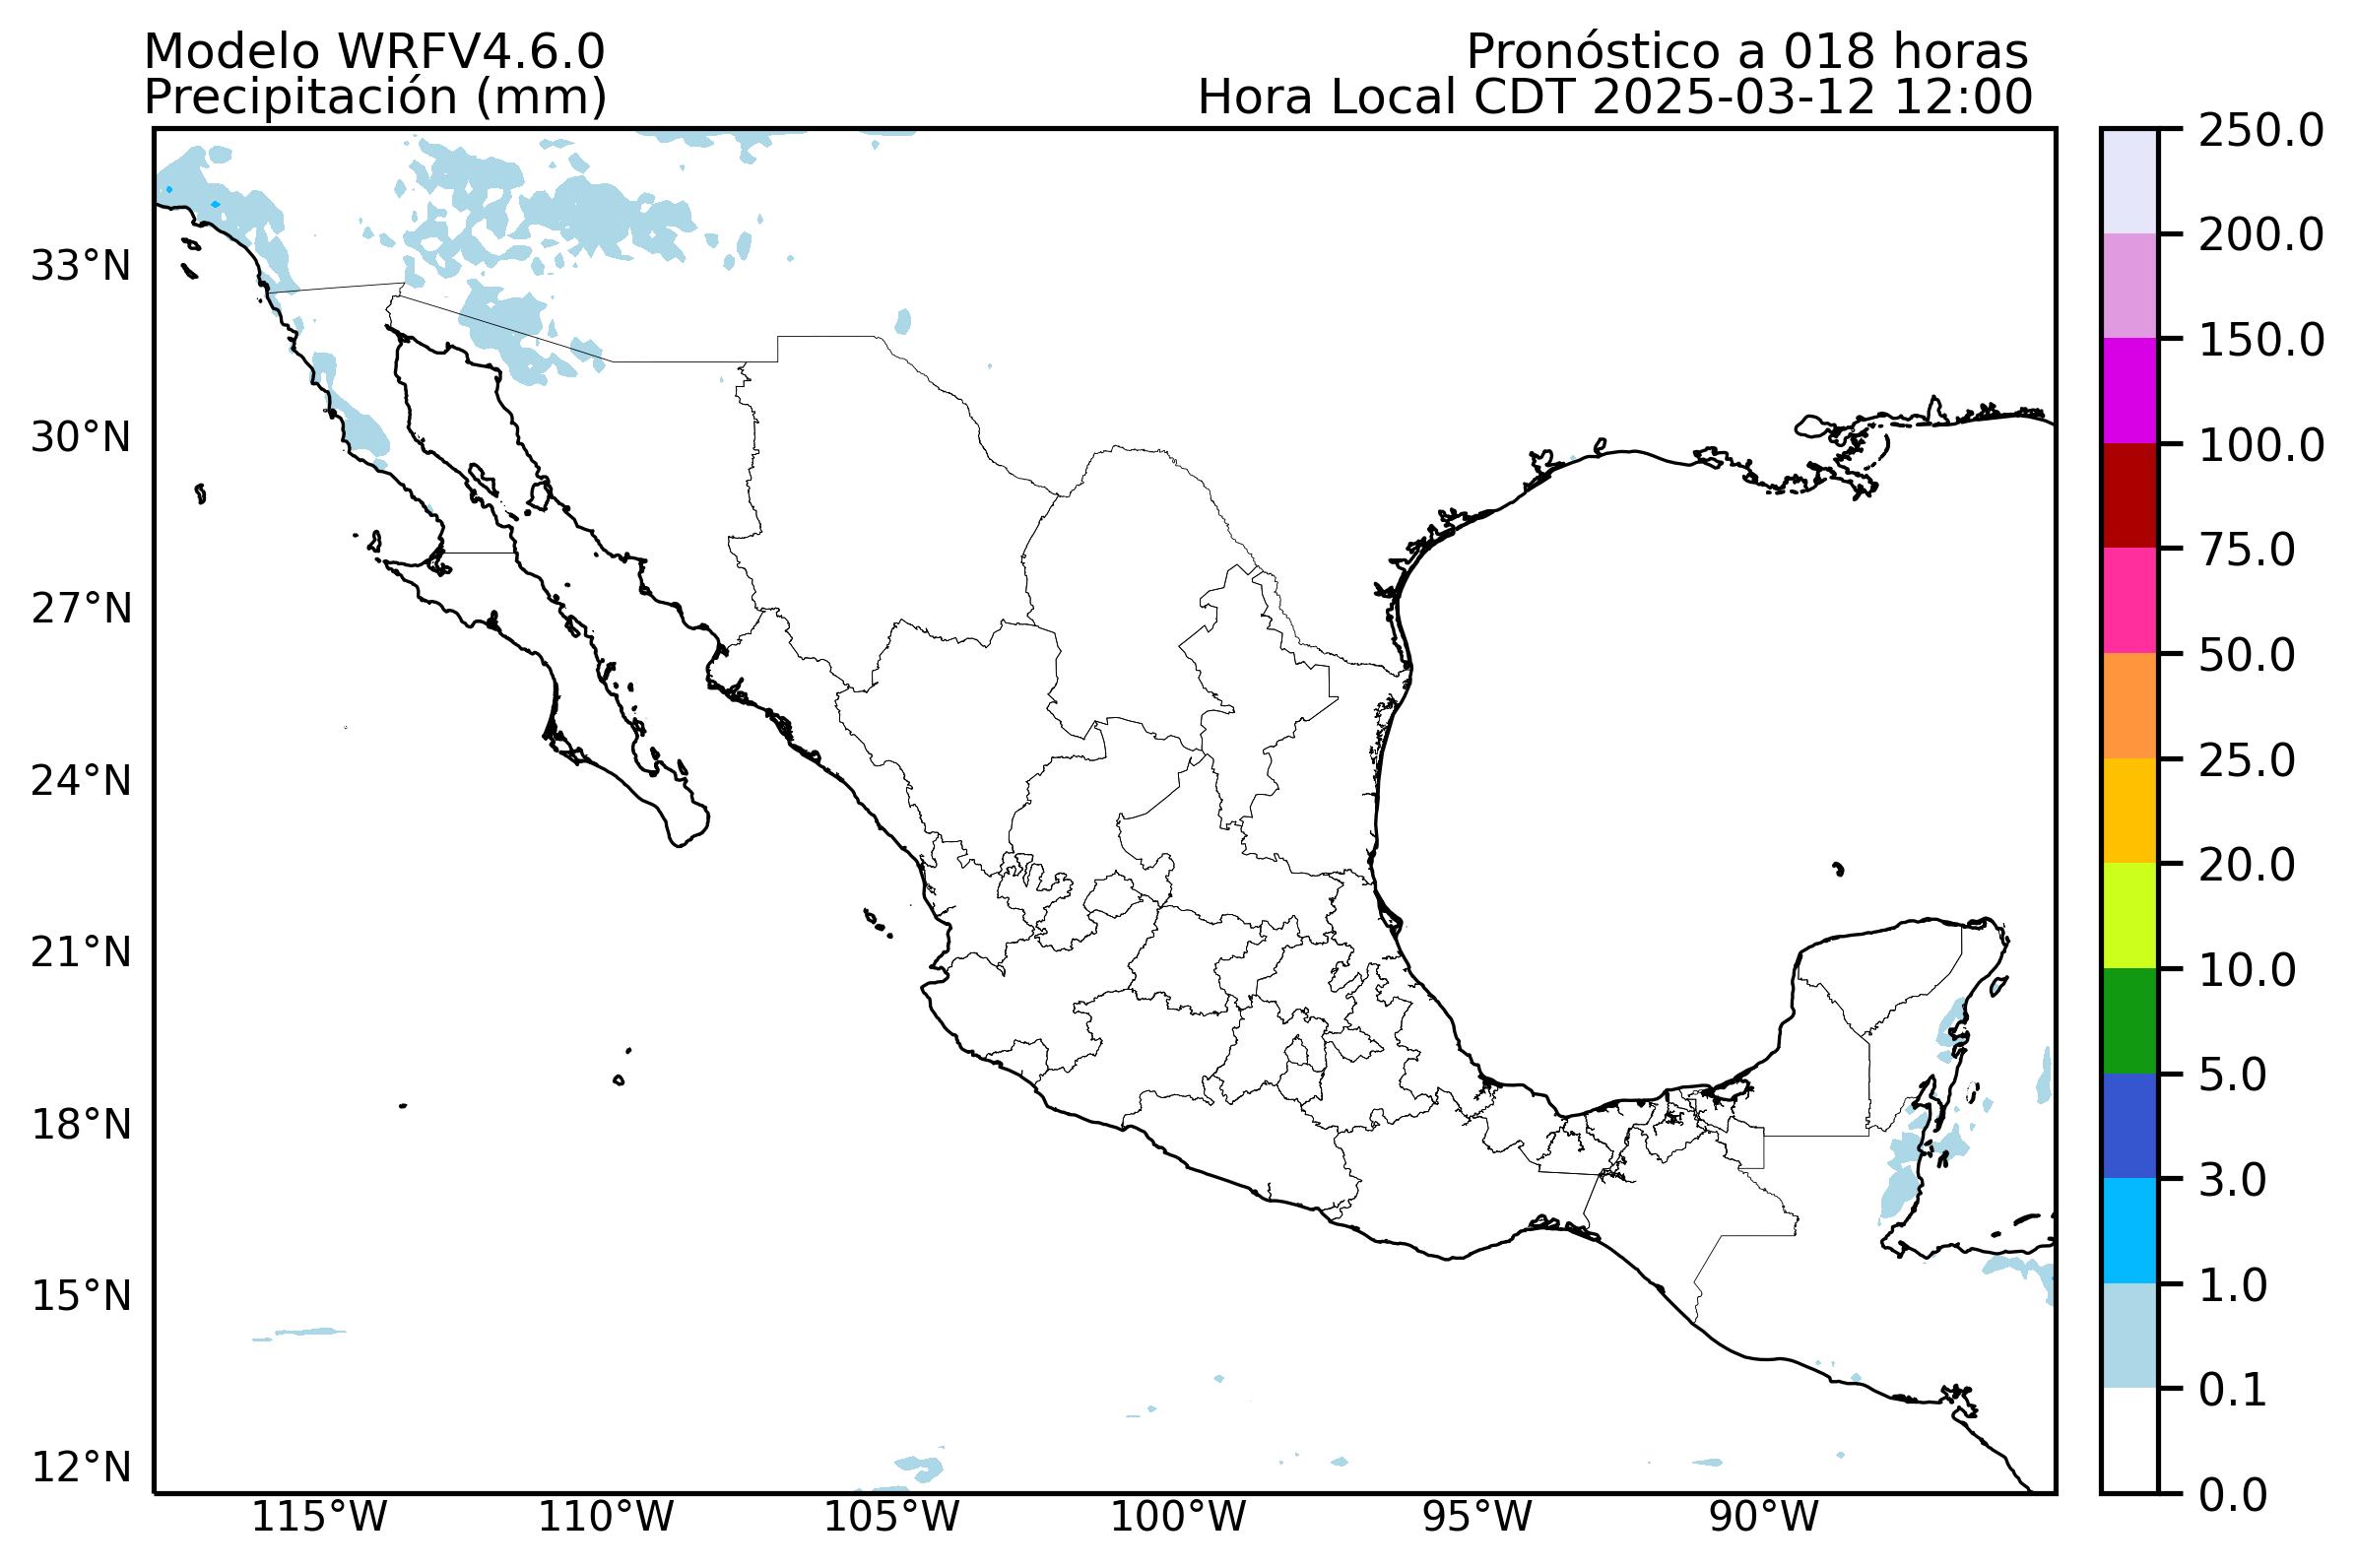 Modelo WRFV4.6.0
Pronóstico a 018 horas
Precipitación (mm)
Hora Local CDT 2025-03-12 12:00
33°N
30°N
27°N
24°N
21°N
18°N
15°N
12°N
115°W
110°W
105°W
100°W
95°W
90°W
250.0
200.0
150.0
100.0
75.0
50.0
25.0
20.0
10.0
5.0
3.0
1.0
0.1
0.0